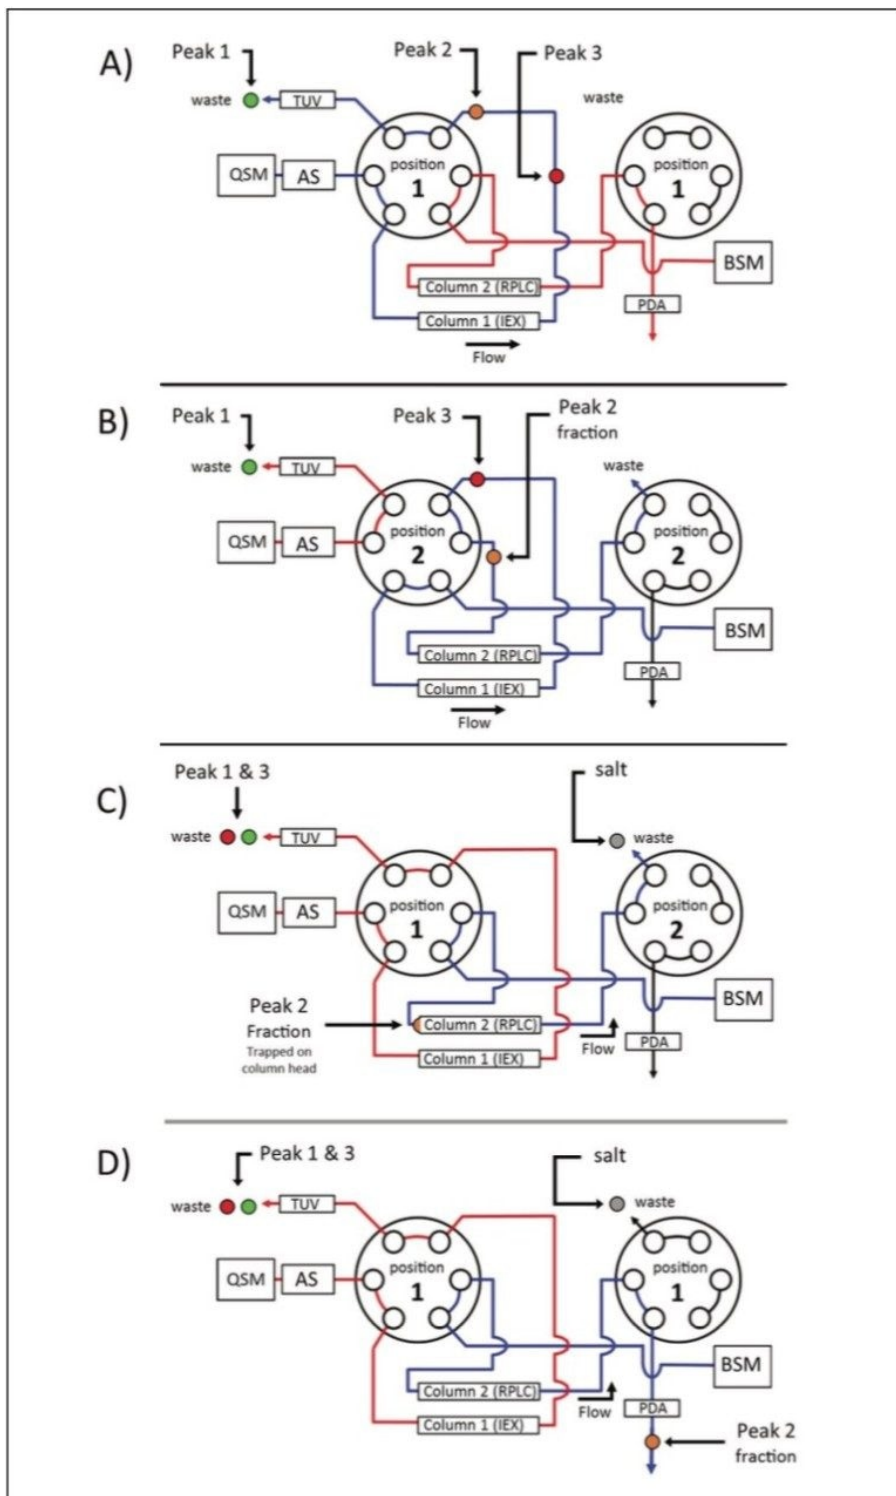 A)
Peak 1
Peak 2
Peak 3
waste
TUV
waste
QSM
AS
position
1
position
1
BSM
Column 2 (RPLC)
PDA
Column 1 (IEX)
Flow
B)
Peak 1
Peak 3
Peak 2
fraction
waste
TUV
waste
QSM
AS
position
2
position
2
BSM
Column 2 (RPLC)
PDA
Column 1 (IEX)
Flow
C)
Peak 1 & 3
salt
waste
TUV
waste
QSM
AS
position
1
position
2
BSM
Peak 2
Fraction
Trapped on
column head
Column 2 (RPLC)
Flow
PDA
Column 1 (IEX)
D)
Peak 1 & 3
salt
waste
TUV
waste
QSM
AS
position
1
position
1
BSM
Column 2 (RPLC)
Flow
PDA
Column 1 (IEX)
Peak 2
fraction